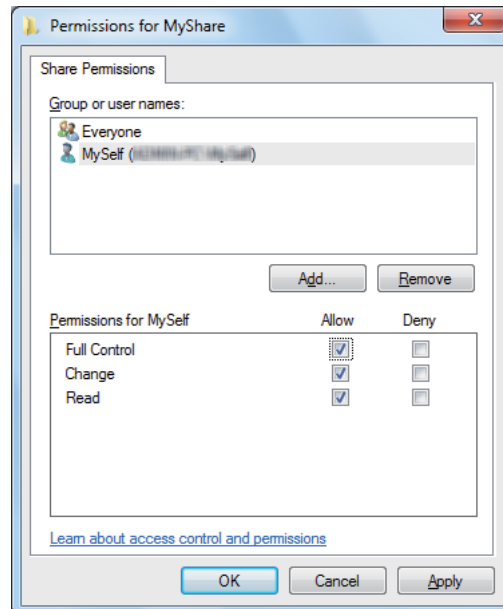 Permissions for MyShare
Share Permissions
Group or user names:
Everyone
MySelf (
Add... Remove
Permissions for MySelf Allow Deny
Full Control
Change
Read
Learn about access control and permissions
OK Cancel Apply